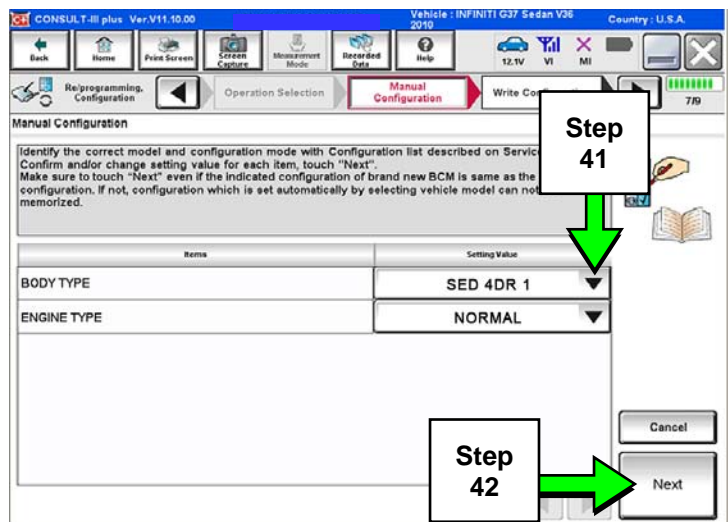 CONSULT-III plus Ver.V11.10.00
Vehicle : INFINITI G37 Sedan V36 2010
Country : U.S.A.
Back
Home
Print Screen
Screen Capture
Measurement Mode
Recorded Data
Help
12.1V
VI
MI
Re/programming, Configuration
Operation Selection
Manual Configuration
Write
7/9
Manual Configuration
Step
41
Identify the correct model and configuration mode with Configuration list described on
Confirm and/or change setting value for each item, touch "Next".
Make sure to touch "Next" even if the indicated configuration of brand new BCM is same as the
configuration. If not, configuration which is set automatically by selecting vehicle model can not
memorized.
Items
Setting Value
BODY TYPE
SED 4DR 1
ENGINE TYPE
NORMAL
Cancel
Step
42
Next